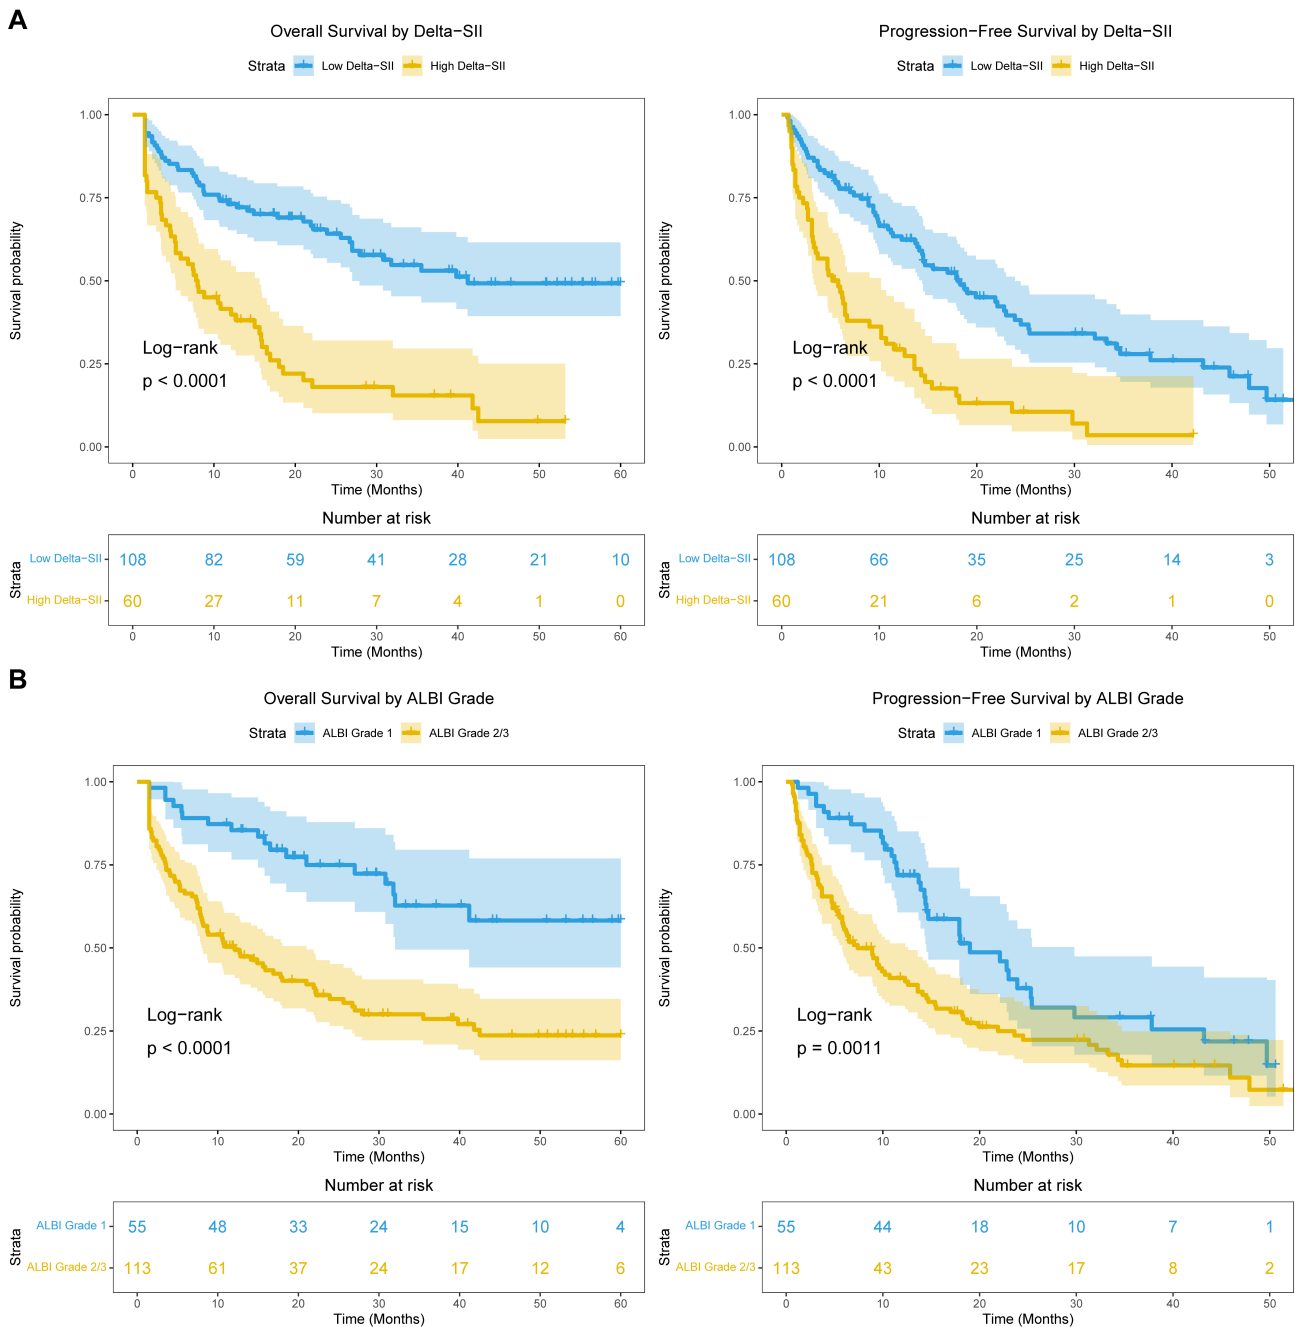 A
Overall Survival by Delta−SII
Strata Low Delta−SII High Delta−SII
Survival probability
1.00
0.75
0.50
0.25
0.00
Log−rank
p < 0.0001
0 10 20 30 40 50 60
Time (Months)
Number at risk
Strata
Low Delta−SII 108 82 59 41 28 21 10
High Delta−SII 60 27 11 7 4 1 0
0 10 20 30 40 50 60
Time (Months)
Progression−Free Survival by Delta−SII
Strata Low Delta−SII High Delta−SII
Survival probability
1.00
0.75
0.50
0.25
0.00
Log−rank
p < 0.0001
0 10 20 30 40 50
Time (Months)
Number at risk
Strata
Low Delta−SII 108 66 35 25 14 3
High Delta−SII 60 21 6 2 1 0
0 10 20 30 40 50
Time (Months)
B
Overall Survival by ALBI Grade
Strata ALBI Grade 1 ALBI Grade 2/3
Survival probability
1.00
0.75
0.50
0.25
0.00
Log−rank
p < 0.0001
0 10 20 30 40 50 60
Time (Months)
Number at risk
Strata
ALBI Grade 1 55 48 33 24 15 10 4
ALBI Grade 2/3 113 61 37 24 17 12 6
0 10 20 30 40 50 60
Time (Months)
Progression−Free Survival by ALBI Grade
Strata ALBI Grade 1 ALBI Grade 2/3
Survival probability
1.00
0.75
0.50
0.25
0.00
Log−rank
p = 0.0011
0 10 20 30 40 50
Time (Months)
Number at risk
Strata
ALBI Grade 1 55 44 18 10 7 1
ALBI Grade 2/3 113 43 23 17 8 2
0 10 20 30 40 50
Time (Months)